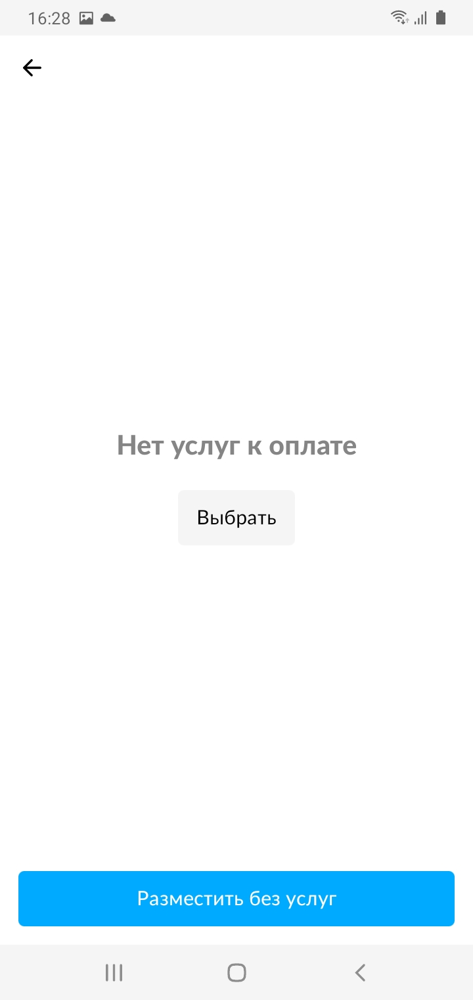 16:28
Нет услуг к оплате
Выбрать
Разместить без услуг